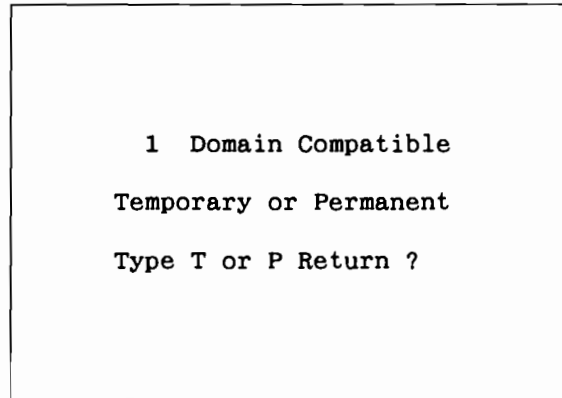 1 Domain Compatible
Temporary or Permanent
Type T or P Return ?